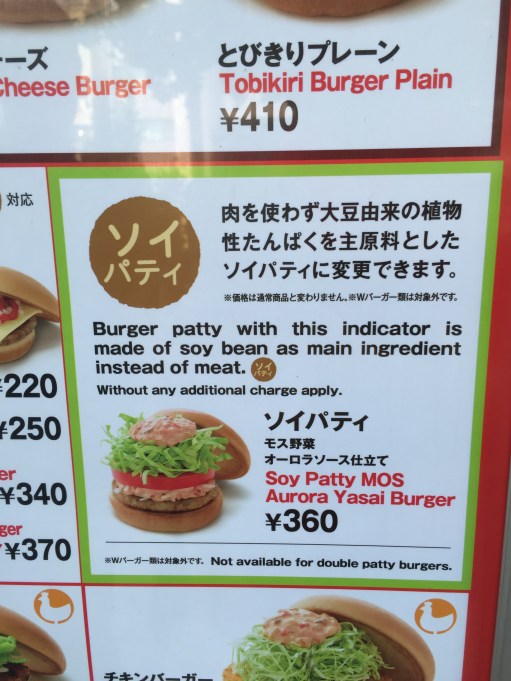 ーズ
Cheese Burger
とびきりプレーン
Tobikiri Burger Plain
¥410
対応
ソイ
パティ
肉を使わず大豆由来の植物
性たんぱくを主原料とした
ソイパティに変更できます。
※価格は通常商品と変わりません。※Wバーガー類は対象外です。
Burger patty with this indicator is
made of soy bean as main ingredient
instead of meat. ソイパティ
Without any additional charge apply.
¥220
¥250
er
¥340
ger
¥370
ソイパティ
モス野菜
オーロラソース仕立て
Soy Patty MOS
Aurora Yasai Burger
¥360
※Wバーガー類は対象外です。 Not available for double patty burgers.
チキンバーガー